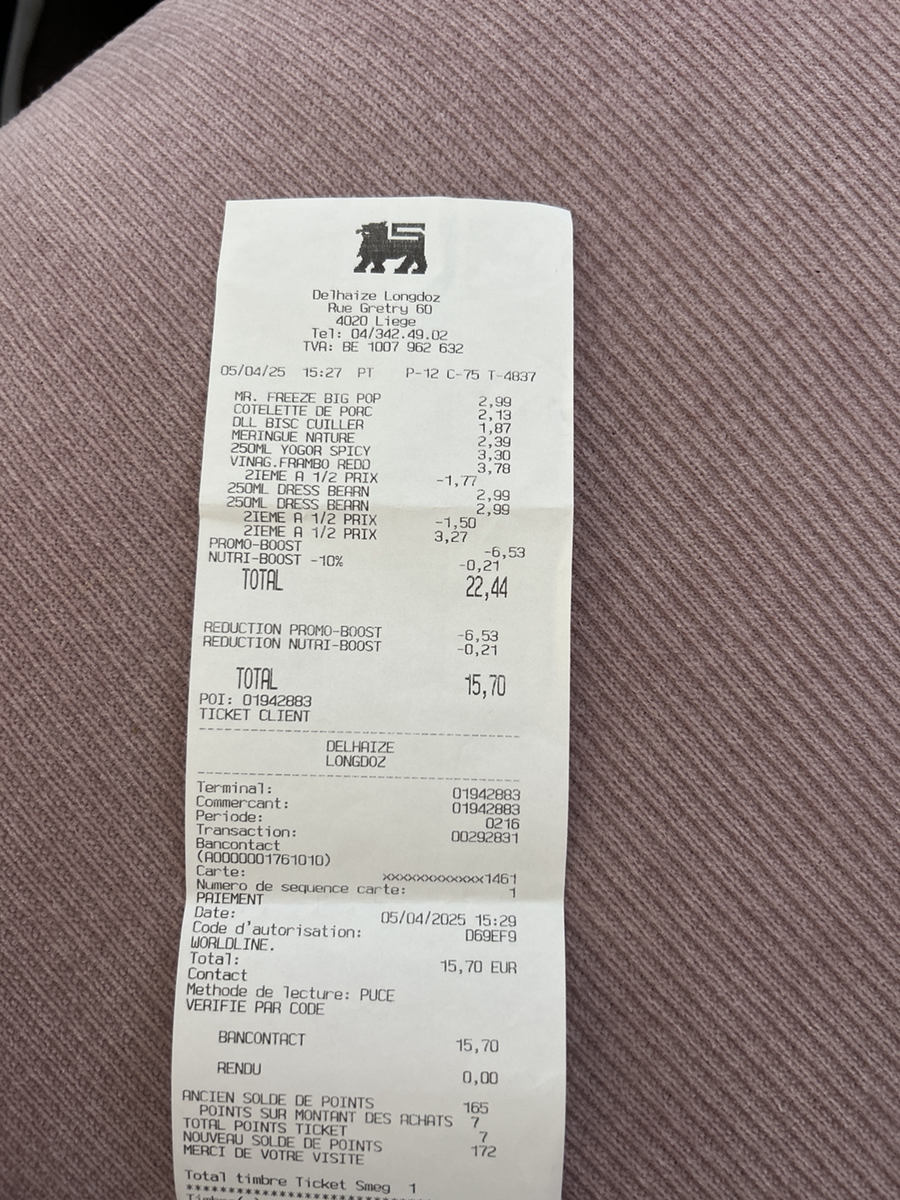 Delhaize Longdoz
Rue Gretry 60
4020 Liege
Tel: 04/342.49.02
TVA: BE 1007 962 632
05/04/25 15:27 PT P-12 C-75 T-4837
MR. FREEZE BIG POP 2,99
COTELETTE DE PORC 2,13
DLL BISC CUILLER 1,87
MERINGUE NATURE 2,39
250ML YOGOR SPICY 3,30
VINAG.FRAMBO REDD 3,78
2IEME A 1/2 PRIX -1,77
250ML DRESS BEARN 2,99
250ML DRESS BEARN 2,99
2IEME A 1/2 PRIX -1,50
2IEME A 1/2 PRIX 3,27
PROMO-BOOST -6,53
NUTRI-BOOST -10% -0,21
TOTAL 22,44
REDUCTION PROMO-BOOST -6,53
REDUCTION NUTRI-BOOST -0,21
TOTAL 15,70
POI: 01942883
TICKET CLIENT
DELHAIZE
LONGDOZ
Terminal: 01942883
Commercant: 01942883
Periode: 0216
Transaction: 00292831
Bancontact
(A0000001761010)
Carte: xxxxxxxxxxxxx1461
Numero de sequence carte: 1
PAIEMENT
Date: 05/04/2025 15:29
Code d'autorisation: D69EF9
WORLDLINE.
Total: 15,70 EUR
Contact
Methode de lecture: PUCE
VERIFIE PAR CODE
BANCONTACT 15,70
RENDU 0,00
ANCIEN SOLDE DE POINTS 165
POINTS SUR MONTANT DES ACHATS 7
TOTAL POINTS TICKET 7
NOUVEAU SOLDE DE POINTS 172
MERCI DE VOTRE VISITE
Total timbre Ticket Smeg 1